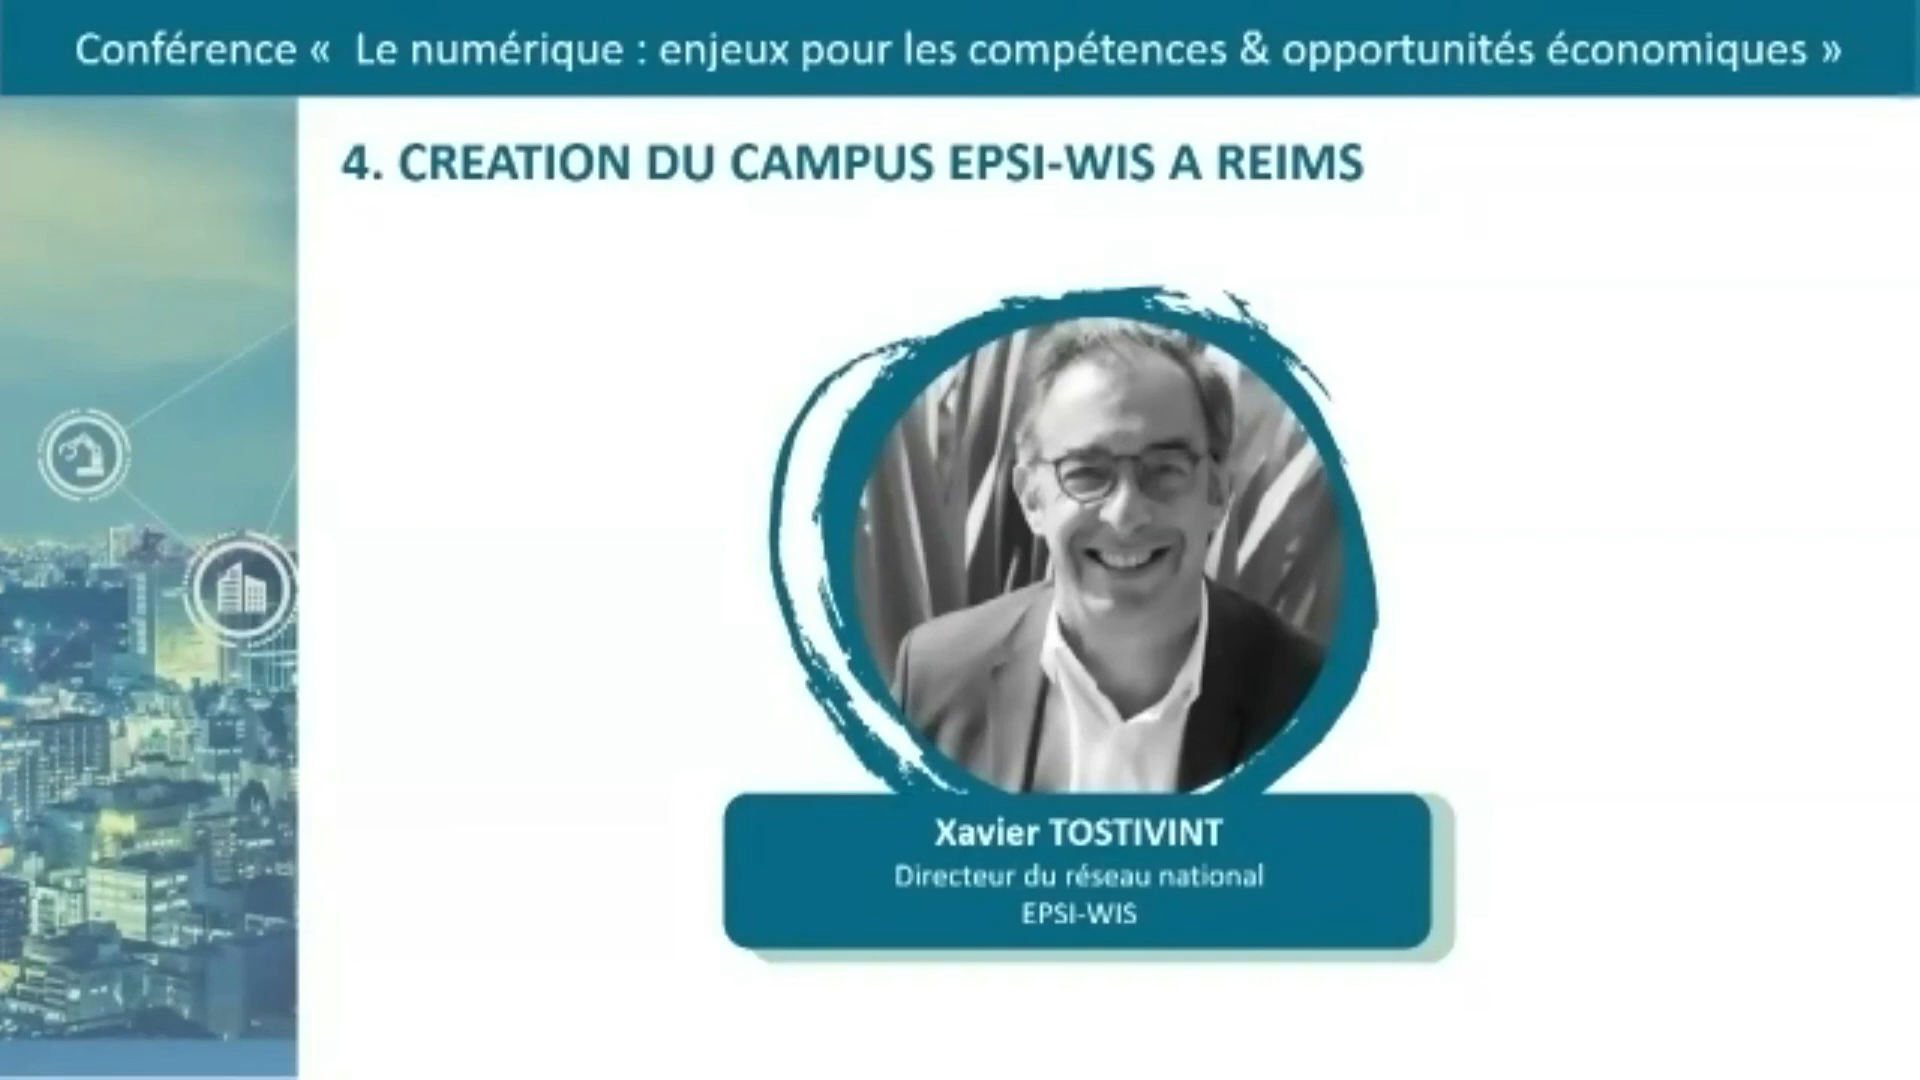 Conférence «  Le numérique : enjeux pour les compétences & opportunités économiques »
4. CREATION DU CAMPUS EPSI-WIS A REIMS
Xavier TOSTIVINT
Directeur du réseau national
EPSI-WIS